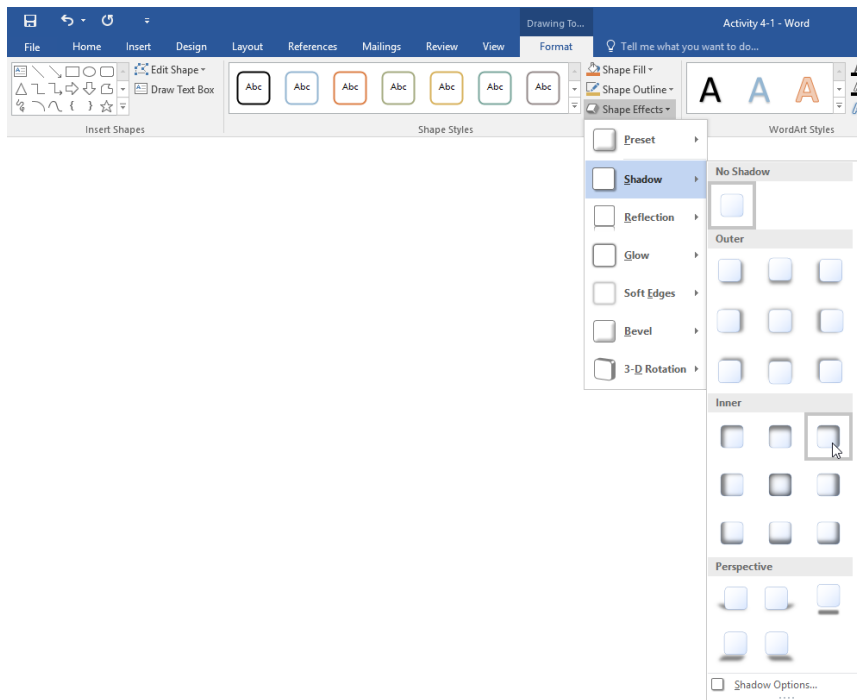 Drawing To...
Activity 4-1 - Word
File Home Insert Design Layout References Mailings Review View Format Tell me what you want to do...
Edit Shape
Draw Text Box
Insert Shapes
Abc Abc Abc Abc Abc Abc Abc
Shape Styles
Shape Fill
Shape Outline
Shape Effects
A A A
WordArt Styles
Preset
Shadow
Reflection
Glow
Soft Edges
Bevel
3-D Rotation
No Shadow
Outer
Inner
Perspective
Shadow Options...